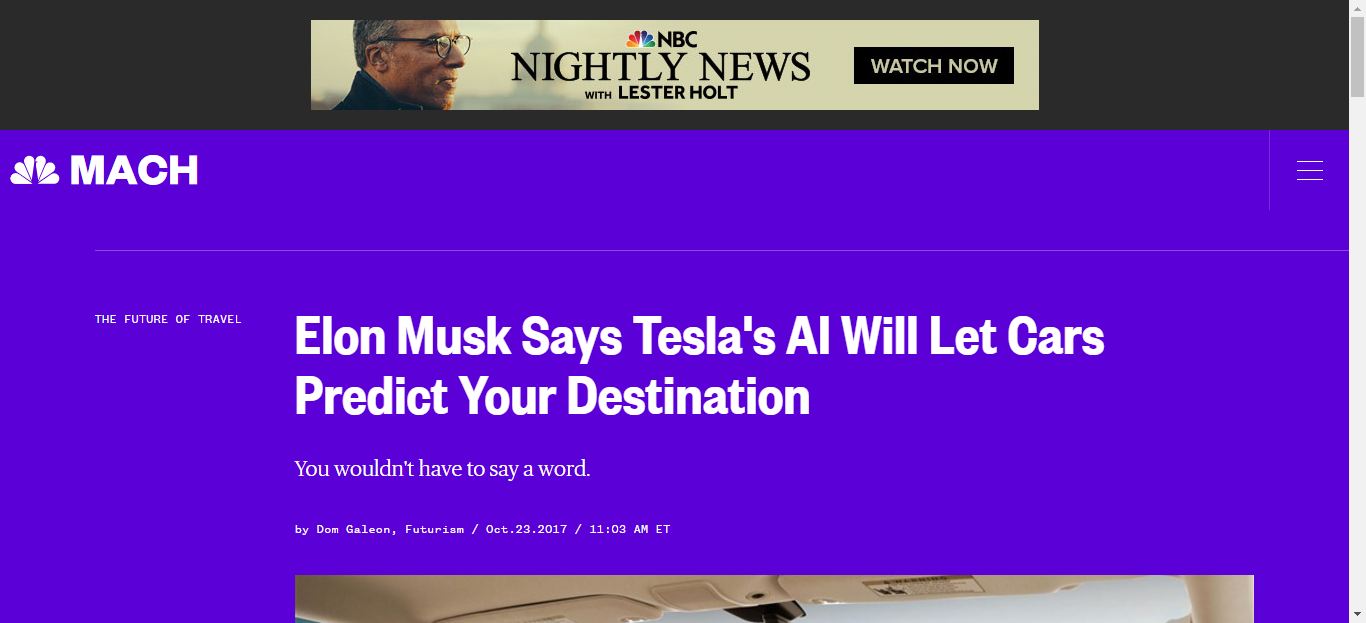 NBC
NIGHTLY NEWS
WITH LESTER HOLT
WATCH NOW
MACH
THE FUTURE OF TRAVEL
Elon Musk Says Tesla's AI Will Let Cars
Predict Your Destination
You wouldn't have to say a word.
by Dom Galeon, Futurism / Oct.23.2017 / 11:03 AM ET
WARNING